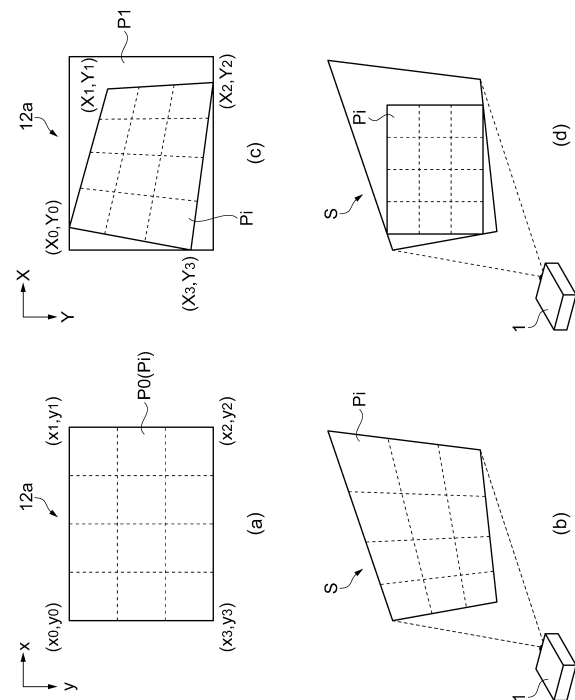 x
y
12a
(x0,y0)
(x1,y1)
P0(Pi)
(x3,y3)
(x2,y2)
(a)
S
Pi
1
(b)
X
Y
12a
(X0,Y0)
P1
(X1,Y1)
(X3,Y3)
(X2,Y2)
Pi
(c)
S
Pi
1
(d)